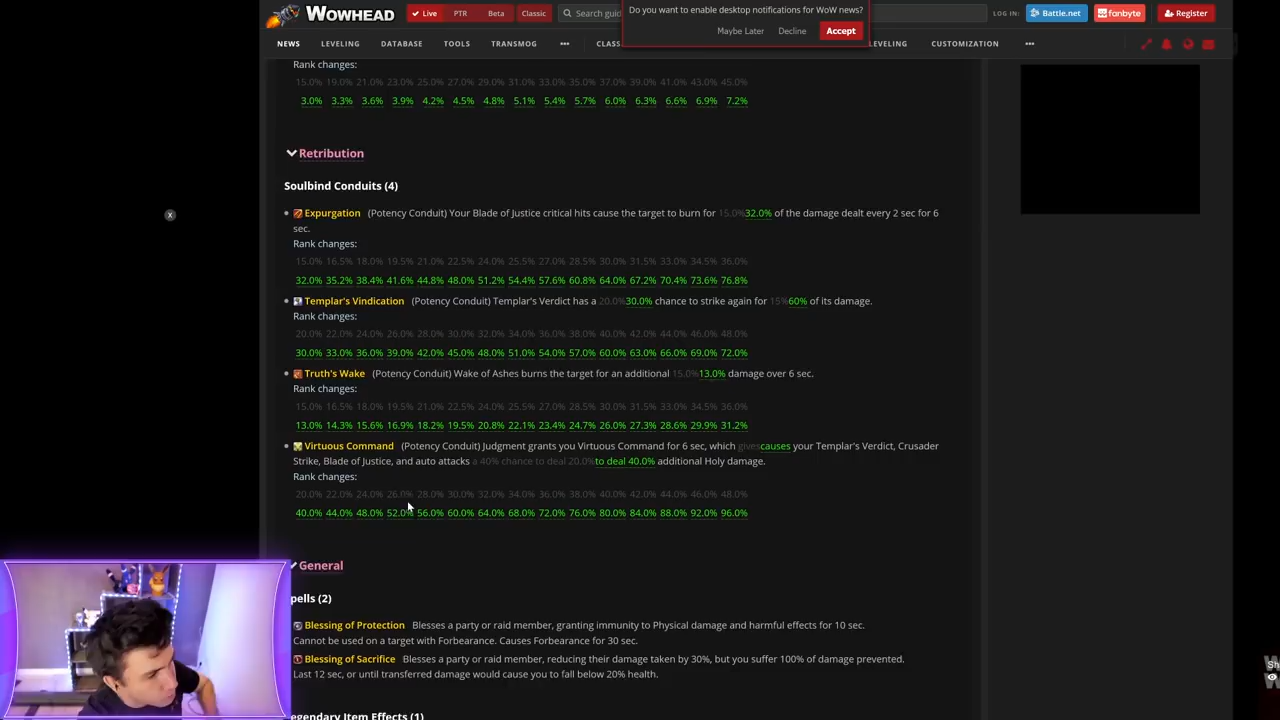 WOWHEAD
Live PTR Beta Classic
Search guid
Do you want to enable desktop notifications for WoW news?
Maybe Later Decline Accept
LOG IN: Battle.net fanbyte Register
NEWS LEVELING DATABASE TOOLS TRANSMOG ••• CLASS LEVELING CUSTOMIZATION •••
Rank changes:
15.0% 19.0% 21.0% 23.0% 25.0% 27.0% 29.0% 31.0% 33.0% 35.0% 37.0% 39.0% 41.0% 43.0% 45.0%
3.0% 3.3% 3.6% 3.9% 4.2% 4.5% 4.8% 5.1% 5.4% 5.7% 6.0% 6.3% 6.6% 6.9% 7.2%
Retribution
Soulbind Conduits (4)
Expurgation (Potency Conduit) Your Blade of Justice critical hits cause the target to burn for 15.0%32.0% of the damage dealt every 2 sec for 6
sec.
Rank changes:
15.0% 16.5% 18.0% 19.5% 21.0% 22.5% 24.0% 25.5% 27.0% 28.5% 30.0% 31.5% 33.0% 34.5% 36.0%
32.0% 35.2% 38.4% 41.6% 44.8% 48.0% 51.2% 54.4% 57.6% 60.8% 64.0% 67.2% 70.4% 73.6% 76.8%
Templar's Vindication (Potency Conduit) Templar's Verdict has a 20.0%30.0% chance to strike again for 15%60% of its damage.
Rank changes:
20.0% 22.0% 24.0% 26.0% 28.0% 30.0% 32.0% 34.0% 36.0% 38.0% 40.0% 42.0% 44.0% 46.0% 48.0%
30.0% 33.0% 36.0% 39.0% 42.0% 45.0% 48.0% 51.0% 54.0% 57.0% 60.0% 63.0% 66.0% 69.0% 72.0%
Truth's Wake (Potency Conduit) Wake of Ashes burns the target for an additional 15.0%13.0% damage over 6 sec.
Rank changes:
15.0% 16.5% 18.0% 19.5% 21.0% 22.5% 24.0% 25.5% 27.0% 28.5% 30.0% 31.5% 33.0% 34.5% 36.0%
13.0% 14.3% 15.6% 16.9% 18.2% 19.5% 20.8% 22.1% 23.4% 24.7% 26.0% 27.3% 28.6% 29.9% 31.2%
Virtuous Command (Potency Conduit) Judgment grants you Virtuous Command for 6 sec, which givescauses your Templar's Verdict, Crusader
Strike, Blade of Justice, and auto attacks a 40% chance to deal 20.0%to deal 40.0% additional Holy damage.
Rank changes:
20.0% 22.0% 24.0% 26.0% 28.0% 30.0% 32.0% 34.0% 36.0% 38.0% 40.0% 42.0% 44.0% 46.0% 48.0%
40.0% 44.0% 48.0% 52.0% 56.0% 60.0% 64.0% 68.0% 72.0% 76.0% 80.0% 84.0% 88.0% 92.0% 96.0%
General
pells (2)
Blessing of Protection Blesses a party or raid member, granting immunity to Physical damage and harmful effects for 10 sec.
Cannot be used on a target with Forbearance. Causes Forbearance for 30 sec.
Blessing of Sacrifice Blesses a party or raid member, reducing their damage taken by 30%, but you suffer 100% of damage prevented.
Last 12 sec, or until transferred damage would cause you to fall below 20% health.
egendary Item Effects (1)
X
Sh